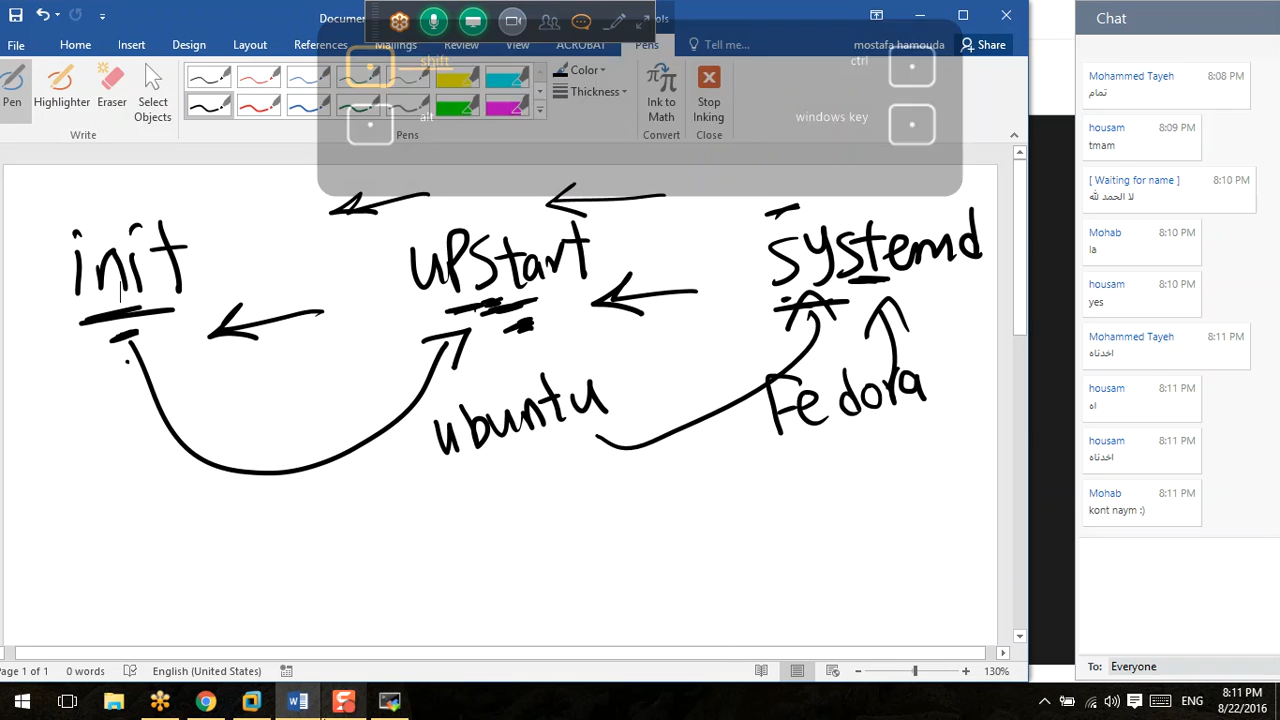 Document
File
Home
Insert
Design
Layout
Mailings
Review
View
ACROBAT
Pens
Tell me...
mostafa hamouda
Share
ols
Pen
Highlighter
Eraser
Select
Objects
Write
Pens
Color
Thickness
Ink to
Math
Convert
Stop
Inking
Close
shift
alt
ctrl
windows key
init
upstart
systemd
ubuntu
Fedora
Chat
Mohammed Tayeh 8:08 PM
تمام
housam 8:09 PM
tmam
[ Waiting for name ] 8:10 PM
لا الحمد لله
Mohab 8:10 PM
la
housam 8:10 PM
yes
Mohammed Tayeh 8:11 PM
اخدناه
housam 8:11 PM
اه
housam 8:11 PM
اخدناه
Mohab 8:11 PM
kont naym :)
To: Everyone
Page 1 of 1
0 words
English (United States)
130%
ENG
8:11 PM
8/22/2016